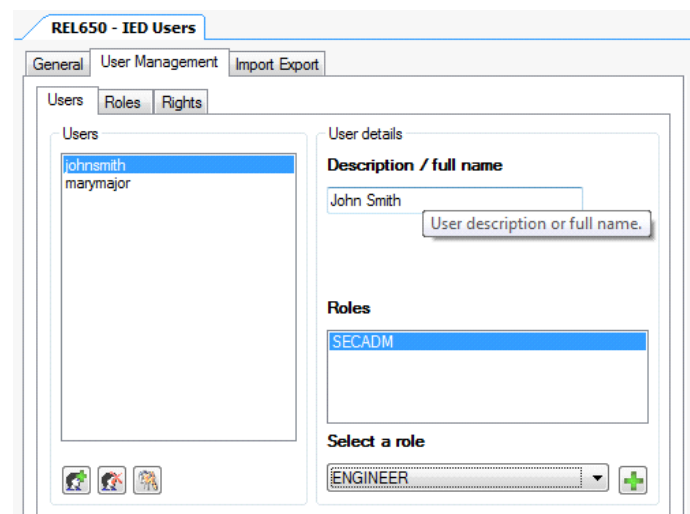 REL650 - IED Users
General User Management Import Export
Users Roles Rights
Users
johnsmith
marymajor
User details
Description / full name
John Smith
User description or full name.
Roles
SECADM
Select a role
ENGINEER